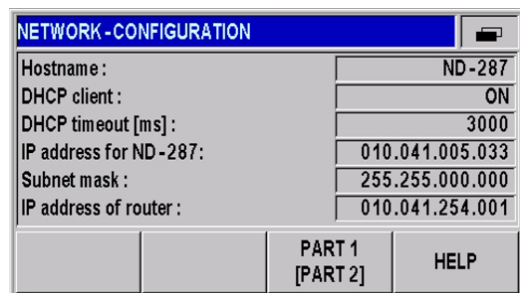 NETWORK-CONFIGURATION
Hostname: ND-287
DHCP client: ON
DHCP timeout [ms]: 3000
IP address for ND-287: 010.041.005.033
Subnet mask: 255.255.000.000
IP address of router: 010.041.254.001
PART 1
[PART 2]
HELP